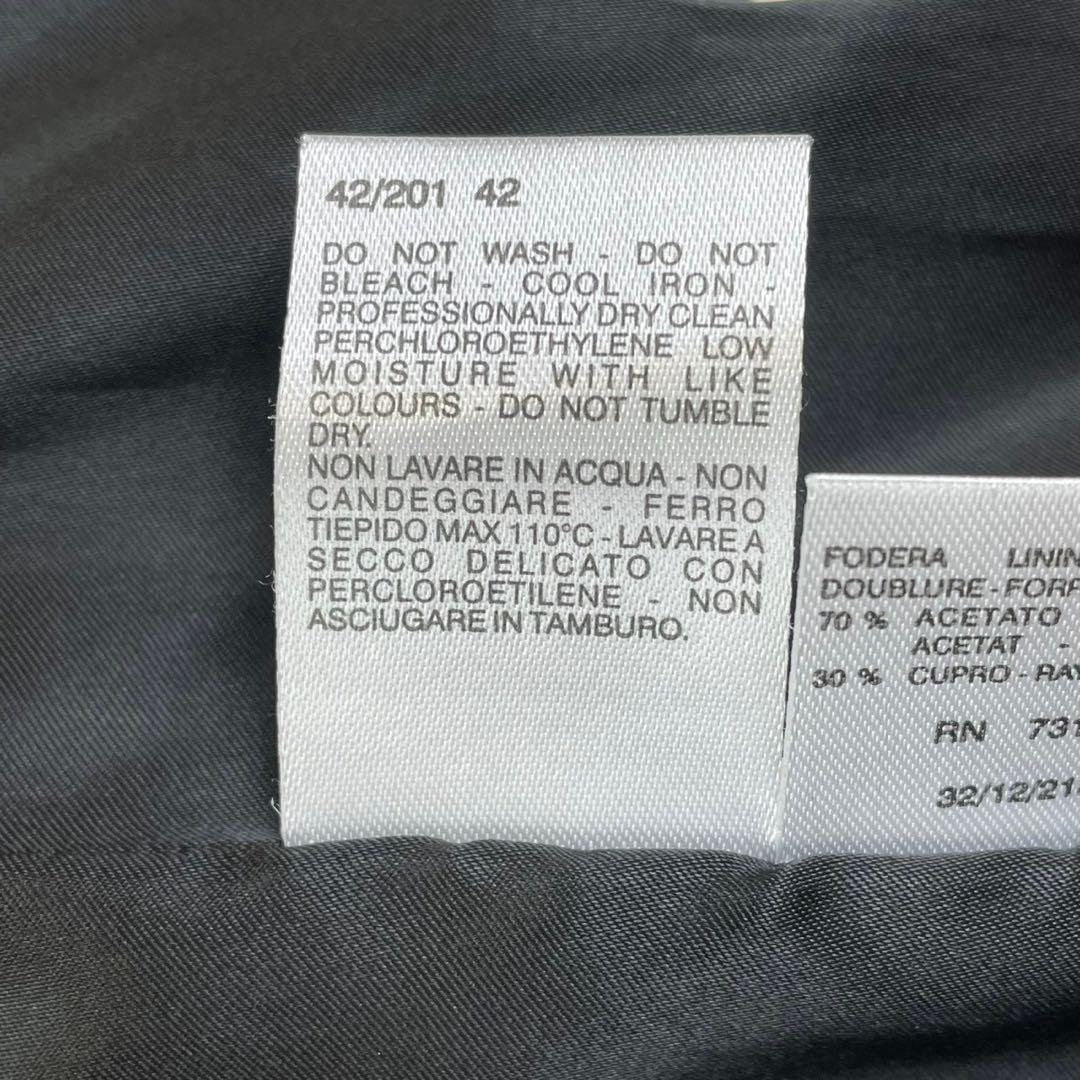 42/201 42
DO NOT WASH - DO NOT
BLEACH - COOL IRON -
PROFESSIONALLY DRY CLEAN
PERCHLOROETHYLENE LOW
MOISTURE WITH LIKE
COLOURS - DO NOT TUMBLE
DRY.
NON LAVARE IN ACQUA - NON
CANDEGGIARE - FERRO
TIEPIDO MAX 110°C - LAVARE A
SECCO DELICATO CON
PERCLOROETILENE - NON
ASCIUGARE IN TAMBURO.
FODERA
DOUBLURE -
70 % ACETATO
ACETAT -
30 % CUPRO -
RN